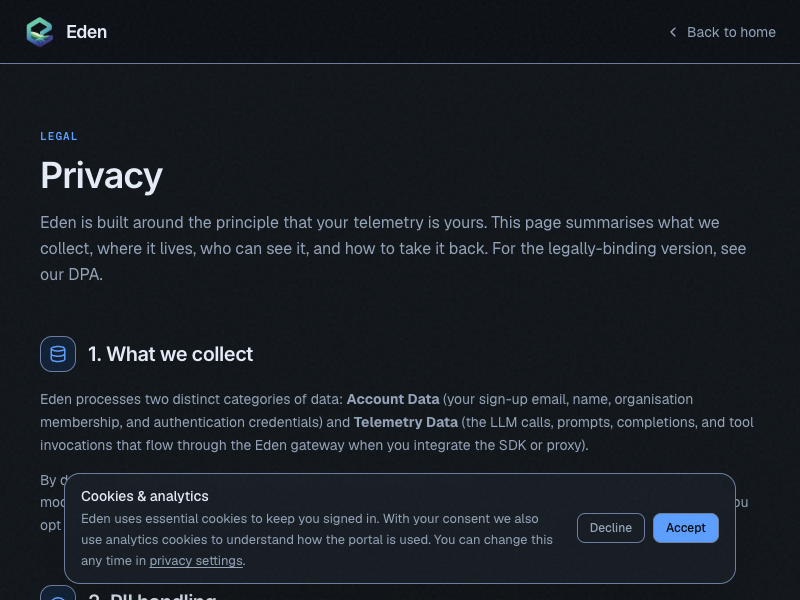 Eden
Back to home
LEGAL
Privacy
Eden is built around the principle that your telemetry is yours. This page summarises what we
collect, where it lives, who can see it, and how to take it back. For the legally-binding version, see
our DPA.
1. What we collect
Eden processes two distinct categories of data: Account Data (your sign-up email, name, organisation
membership, and authentication credentials) and Telemetry Data (the LLM calls, prompts, completions, and tool
invocations that flow through the Eden gateway when you integrate the SDK or proxy).
By
opt
Cookies & analytics
Eden uses essential cookies to keep you signed in. With your consent we also
use analytics cookies to understand how the portal is used. You can change this
any time in privacy settings.
Decline
Accept
2. PII handling